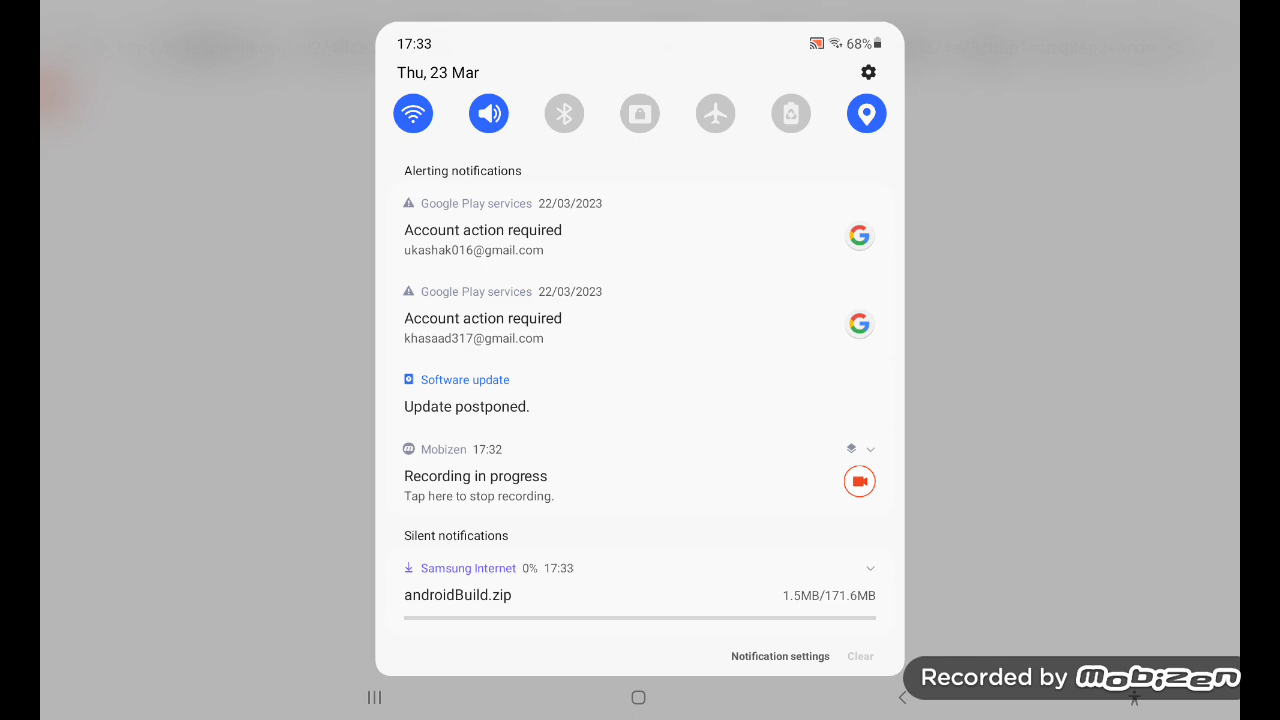 17:33
68%
Thu, 23 Mar
Alerting notifications
Google Play services 22/03/2023
Account action required
ukashak016@gmail.com
Google Play services 22/03/2023
Account action required
khasaad317@gmail.com
Software update
Update postponed.
Mobizen 17:32
Recording in progress
Tap here to stop recording.
Silent notifications
Samsung Internet 0% 17:33
androidBuild.zip 1.5MB/171.6MB
Notification settings Clear
Recorded by mobizen